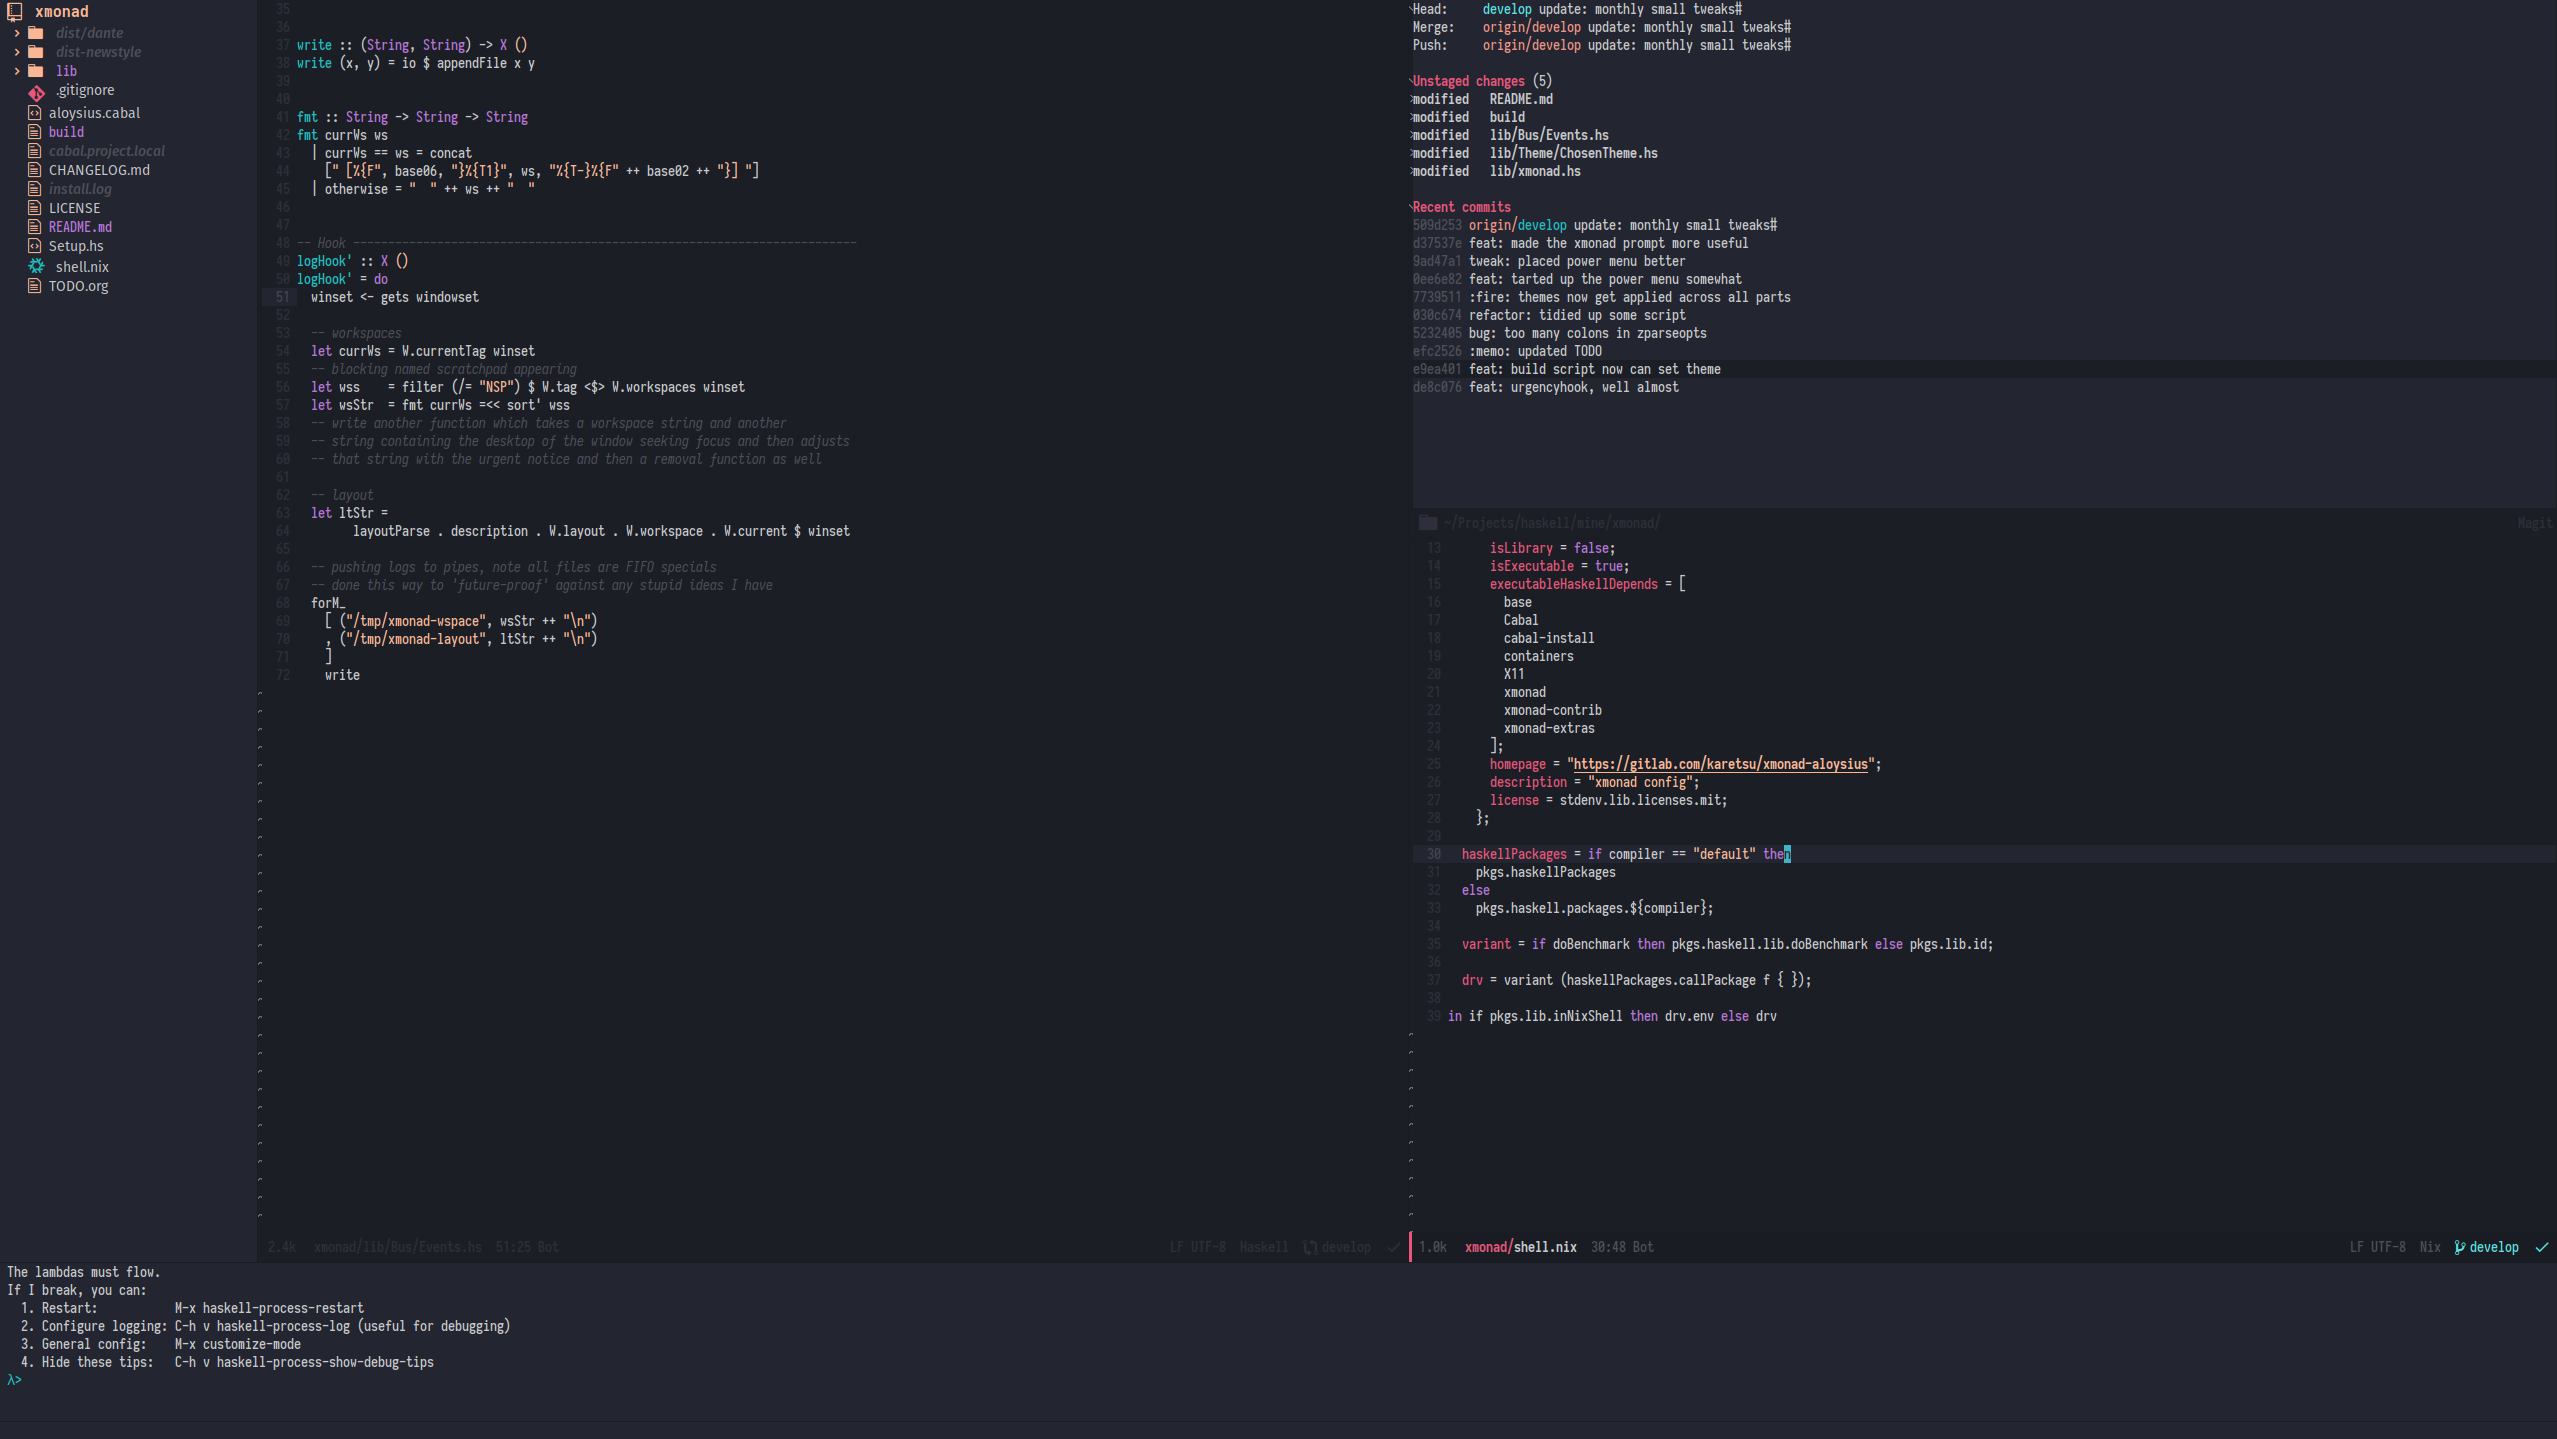 xmonad
dist/dante
dist-newstyle
lib
.gitignore
aloysius.cabal
build
cabal.project.local
CHANGELOG.md
install.log
LICENSE
README.md
Setup.hs
shell.nix
TODO.org
35
36
37 write :: (String, String) -> X ()
38 write (x, y) = io $ appendFile x y
39
40
41 fmt :: String -> String -> String
42 fmt currWs ws
43   | currWs == ws = concat
44     [" [%{F", base06, "}%{T1}", ws, "%{T-}%{F" ++ base02 ++ "}] "]
45   | otherwise = "  " ++ ws ++ "  "
46
47
48 -- Hook ------------------------------------------------------------------------
49 logHook' :: X ()
50 logHook' = do
51   winset <- gets windowset
52
53   -- workspaces
54   let currWs = W.currentTag winset
55   -- blocking named scratchpad appearing
56   let wss    = filter (/= "NSP") $ W.tag <$> W.workspaces winset
57   let wsStr  = fmt currWs =<< sort' wss
58   -- write another function which takes a workspace string and another
59   -- string containing the desktop of the window seeking focus and then adjusts
60   -- that string with the urgent notice and then a removal function as well
61
62   -- layout
63   let ltStr =
64         layoutParse . description . W.layout . W.workspace . W.current $ winset
65
66   -- pushing logs to pipes, note all files are FIFO specials
67   -- done this way to 'future-proof' against any stupid ideas I have
68   forM_
69     [ ("/tmp/xmonad-wspace", wsStr ++ "\n")
70     , ("/tmp/xmonad-layout", ltStr ++ "\n")
71     ]
72     write
2.4k xmonad/lib/Bus/Events.hs 51:25 Bot LF UTF-8 Haskell develop
Head:     develop update: monthly small tweaks#
Merge:    origin/develop update: monthly small tweaks#
Push:     origin/develop update: monthly small tweaks#
Unstaged changes (5)
modified   README.md
modified   build
modified   lib/Bus/Events.hs
modified   lib/Theme/ChosenTheme.hs
modified   lib/xmonad.hs
Recent commits
509d253 origin/develop update: monthly small tweaks#
d37537e feat: made the xmonad prompt more useful
9ad47a1 tweak: placed power menu better
0ee6e82 feat: tarted up the power menu somewhat
7739511 :fire: themes now get applied across all parts
030c674 refactor: tidied up some script
5232405 bug: too many colons in zparseopts
efc2526 :memo: updated TODO
e9ea401 feat: build script now can set theme
de8c076 feat: urgencyhook, well almost
~/Projects/haskell/mine/xmonad/ Magit
13       isLibrary = false;
14       isExecutable = true;
15       executableHaskellDepends = [
16         base
17         Cabal
18         cabal-install
19         containers
20         X11
21         xmonad
22         xmonad-contrib
23         xmonad-extras
24       ];
25       homepage = "https://gitlab.com/karetsu/xmonad-aloysius";
26       description = "xmonad config";
27       license = stdenv.lib.licenses.mit;
28     };
29
30   haskellPackages = if compiler == "default" then
31     pkgs.haskellPackages
32   else
33     pkgs.haskell.packages.${compiler};
34
35   variant = if doBenchmark then pkgs.haskell.lib.doBenchmark else pkgs.lib.id;
36
37   drv = variant (haskellPackages.callPackage f { });
38
39 in if pkgs.lib.inNixShell then drv.env else drv
1.0k xmonad/shell.nix 30:48 Bot LF UTF-8 Nix develop
The lambdas must flow.
If I break, you can:
  1. Restart:           M-x haskell-process-restart
  2. Configure logging: C-h v haskell-process-log (useful for debugging)
  3. General config:    M-x customize-mode
  4. Hide these tips:   C-h v haskell-process-show-debug-tips
λ>